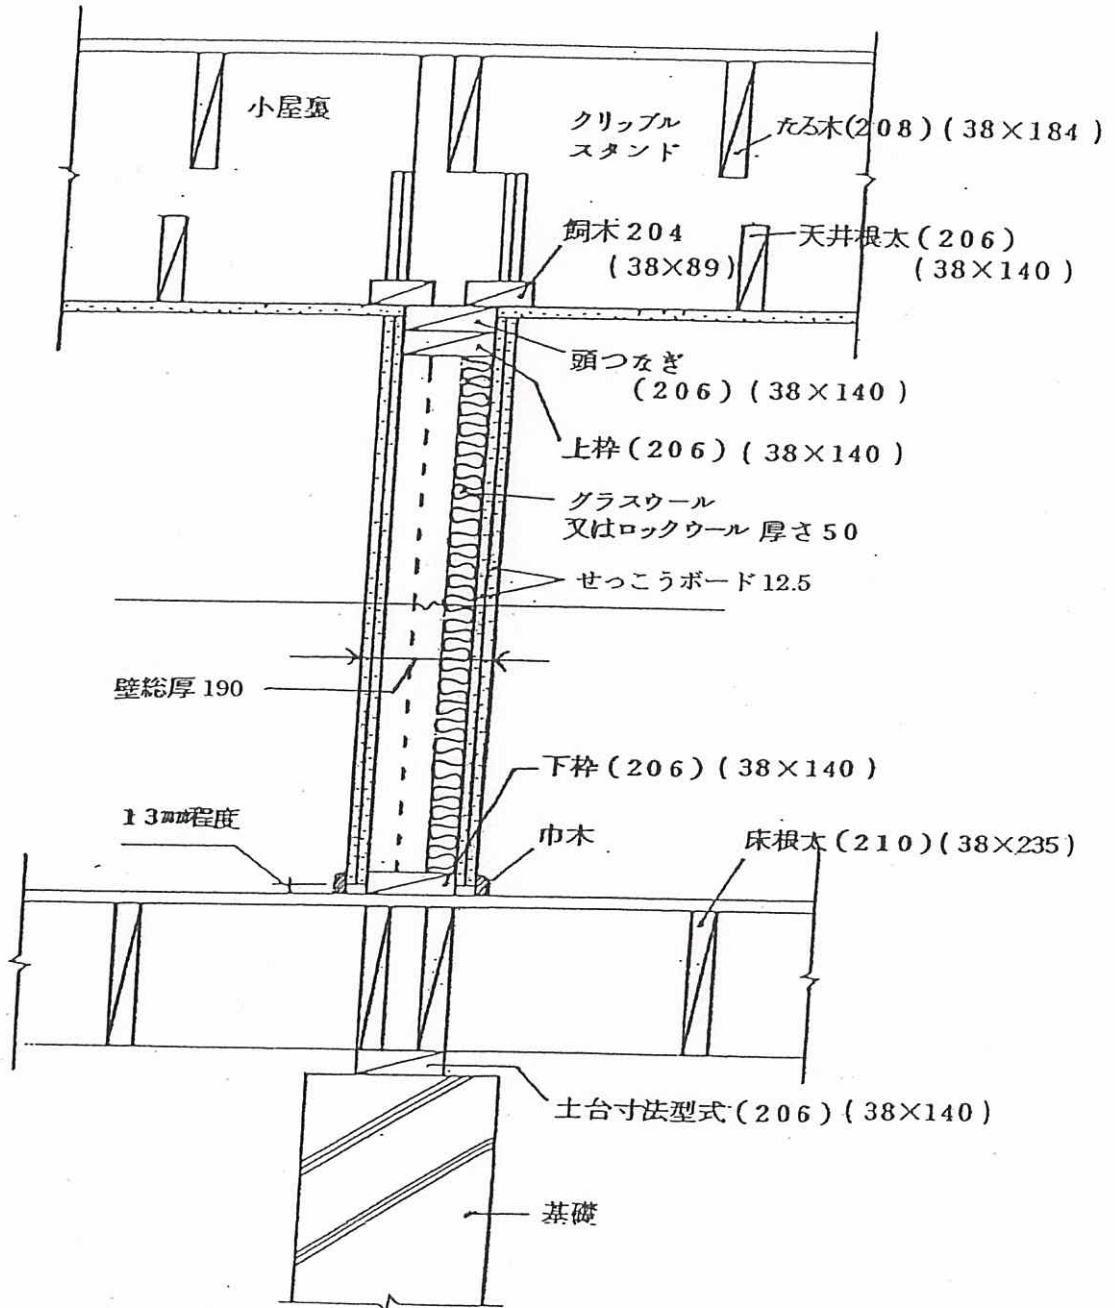 小屋裏
クリップル
スタンド
たる木(208)(38×184)
飼木204
(38×89)
天井根太(206)
(38×140)
頭つなぎ
(206)(38×140)
上枠(206)(38×140)
グラスウール
又はロックウール 厚さ50
せっこうボード12.5
壁総厚190
下枠(206)(38×140)
13mm程度
巾木
床根太(210)(38×235)
土台寸法型式(206)(38×140)
基礎